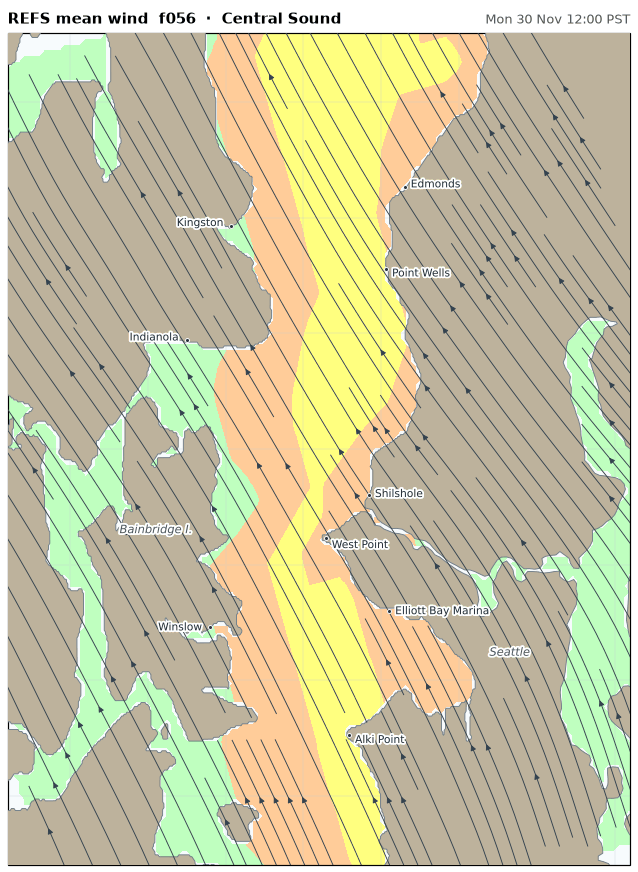 REFS mean wind f056 · Central Sound
Mon 30 Nov 12:00 PST
Edmonds
Kingston
Point Wells
Indianola
Shilshole
Bainbridge I.
West Point
Elliott Bay Marina
Winslow
Seattle
Alki Point